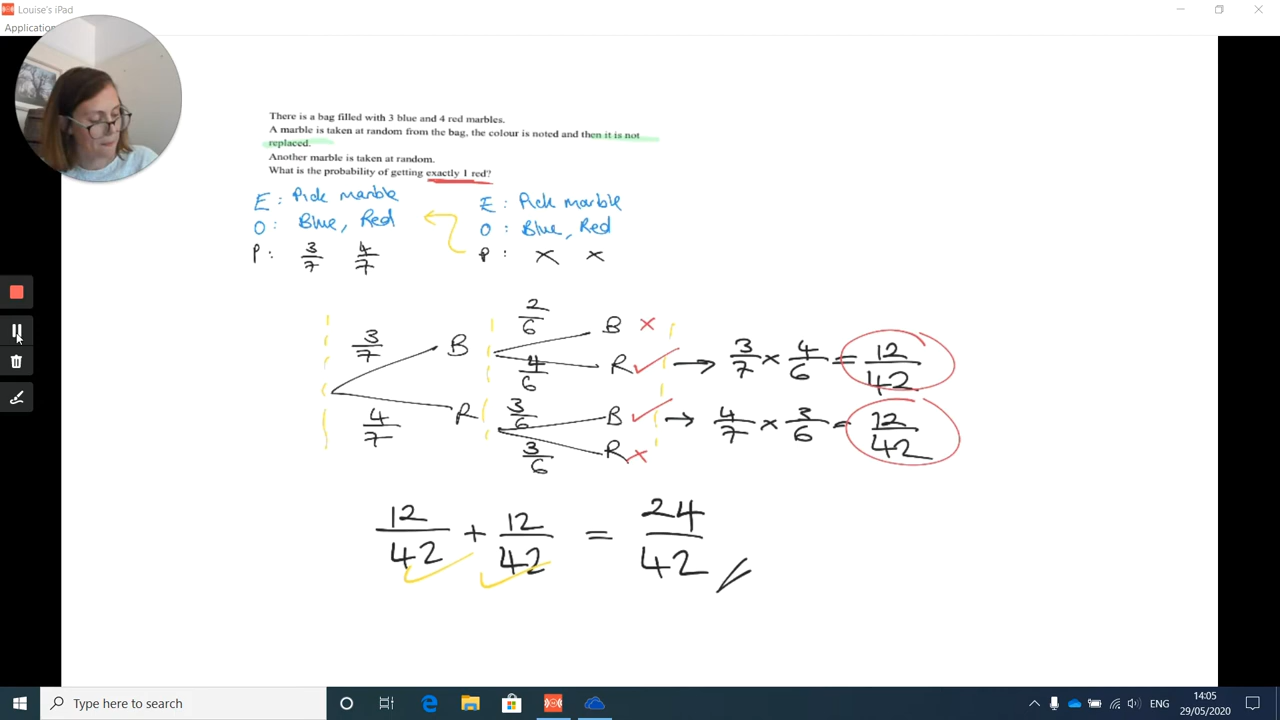 Louise's iPad
Application
There is a bag filled with 3 blue and 4 red marbles.
A marble is taken at random from the bag, the colour is noted and then it is not
replaced.
Another marble is taken at random.
What is the probability of getting exactly 1 red?
E : Pick marble
O : Blue, Red
P : 3/7 4/7
E : Pick marble
O : Blue, Red
P : × ×
3/7 B
2/6 B ×
4/6 R ✓ → 3/7 × 4/6 = 12/42
4/7 R
3/6 B ✓ → 4/7 × 3/6 = 12/42
3/6 R ×
12/42 + 12/42 = 24/42
Type here to search
ENG
14:05
29/05/2020